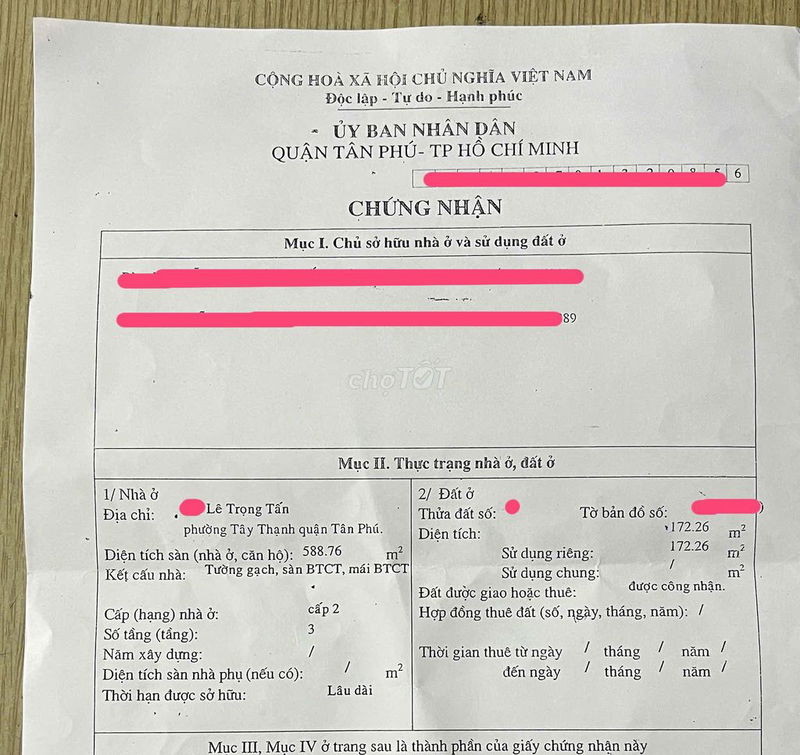 CỘNG HOÀ XÃ HỘI CHỦ NGHĨA VIỆT NAM
Độc lập - Tự do - Hạnh phúc
ỦY BAN NHÂN DÂN
QUẬN TÂN PHÚ- TP HỒ CHÍ MINH
6
CHỨNG NHẬN
Mục I. Chủ sở hữu nhà ở và sử dụng đất ở
89
chợTỐT
Mục II. Thực trạng nhà ở, đất ở
1/ Nhà ở
Địa chỉ: Lê Trọng Tấn
phường Tây Thạnh quận Tân Phú.
Diện tích sàn (nhà ở, căn hộ): 588.76 m²
Kết cấu nhà: Tường gạch, sàn BTCT, mái BTCT
Cấp (hạng) nhà ở: cấp 2
Số tầng (tầng): 3
Năm xây dựng: /
Diện tích sàn nhà phụ (nếu có): / m²
Thời hạn được sở hữu: Lâu dài
2/ Đất ở
Thửa đất số: Tờ bản đồ số:
Diện tích: 172.26 m²
Sử dụng riêng: 172.26 m²
Sử dụng chung: / m²
Đất được giao hoặc thuê: được công nhận.
Hợp đồng thuê đất (số, ngày, tháng, năm): /
Thời gian thuê từ ngày / tháng / năm /
đến ngày / tháng / năm /
Mục III, Mục IV ở trang sau là thành phần của giấy chứng nhận này